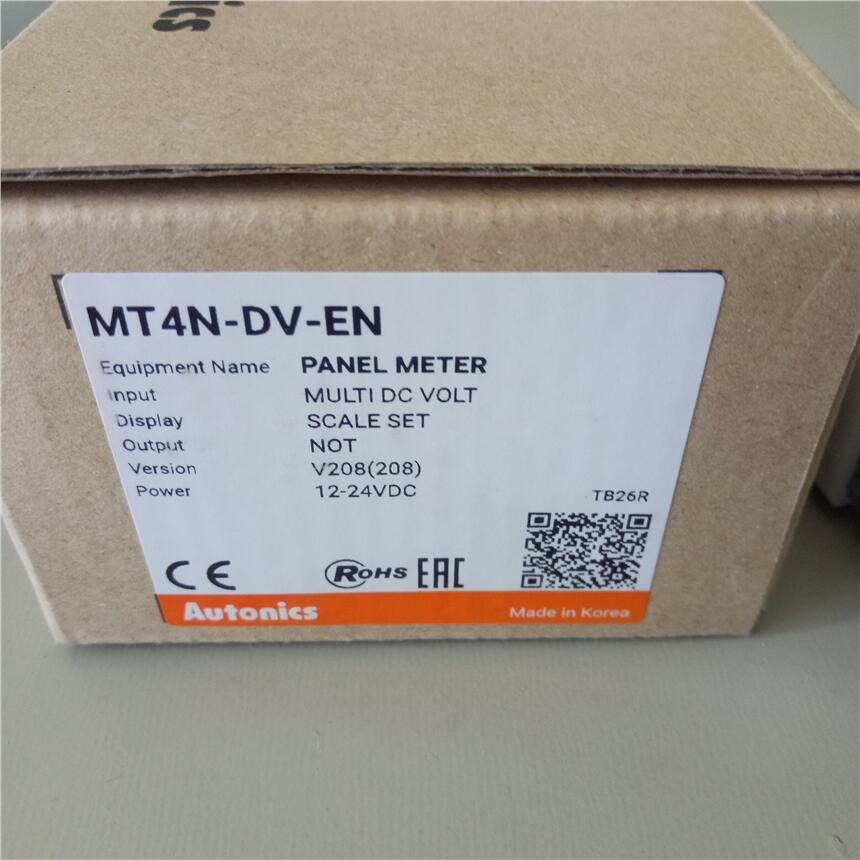 ics
MT4N-DV-EN
Equipment Name PANEL METER
Input MULTI DC VOLT
Display SCALE SET
Output NOT
Version V208(208)
Power 12-24VDC
TB26R
CE RoHS EAC
Autonics Made in Korea